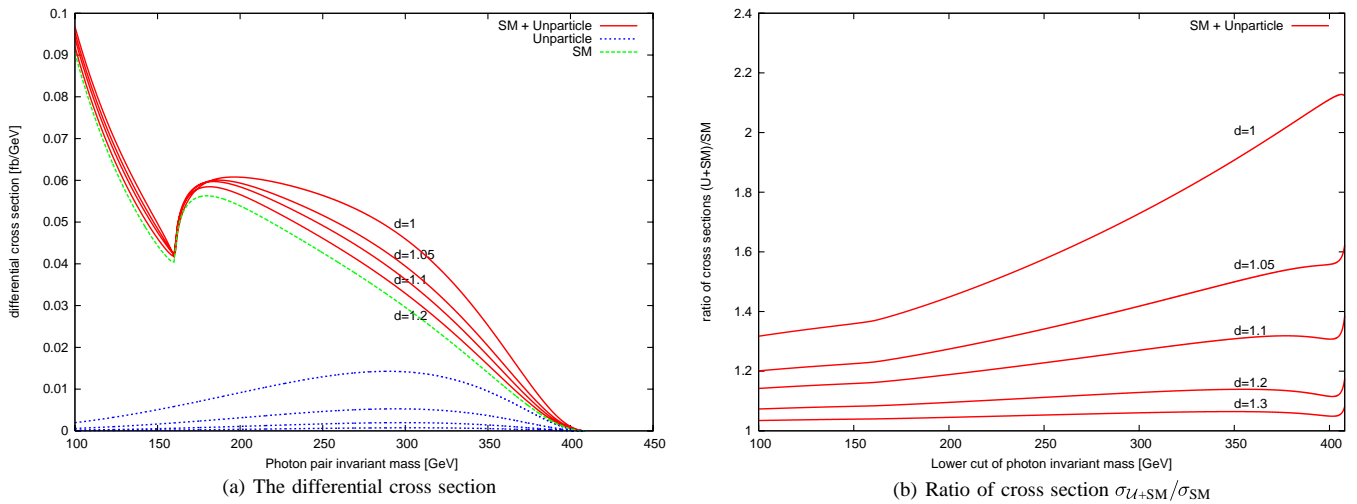 0.1
0.09
0.08
0.07
0.06
0.05
0.04
0.03
0.02
0.01
0
differential cross section [fb/GeV]
SM + Unparticle
Unparticle
SM
d=1
d=1.05
d=1.1
d=1.2
100 150 200 250 300 350 400 450
Photon pair invariant mass [GeV]
(a) The differential cross section
2.4
2.2
2
1.8
1.6
1.4
1.2
1
ratio of cross sections (U+SM)/SM
SM + Unparticle
d=1
d=1.05
d=1.1
d=1.2
d=1.3
100 150 200 250 300 350 400
Lower cut of photon invariant mass [GeV]
(b) Ratio of cross section σ𝒰+SM/σSM